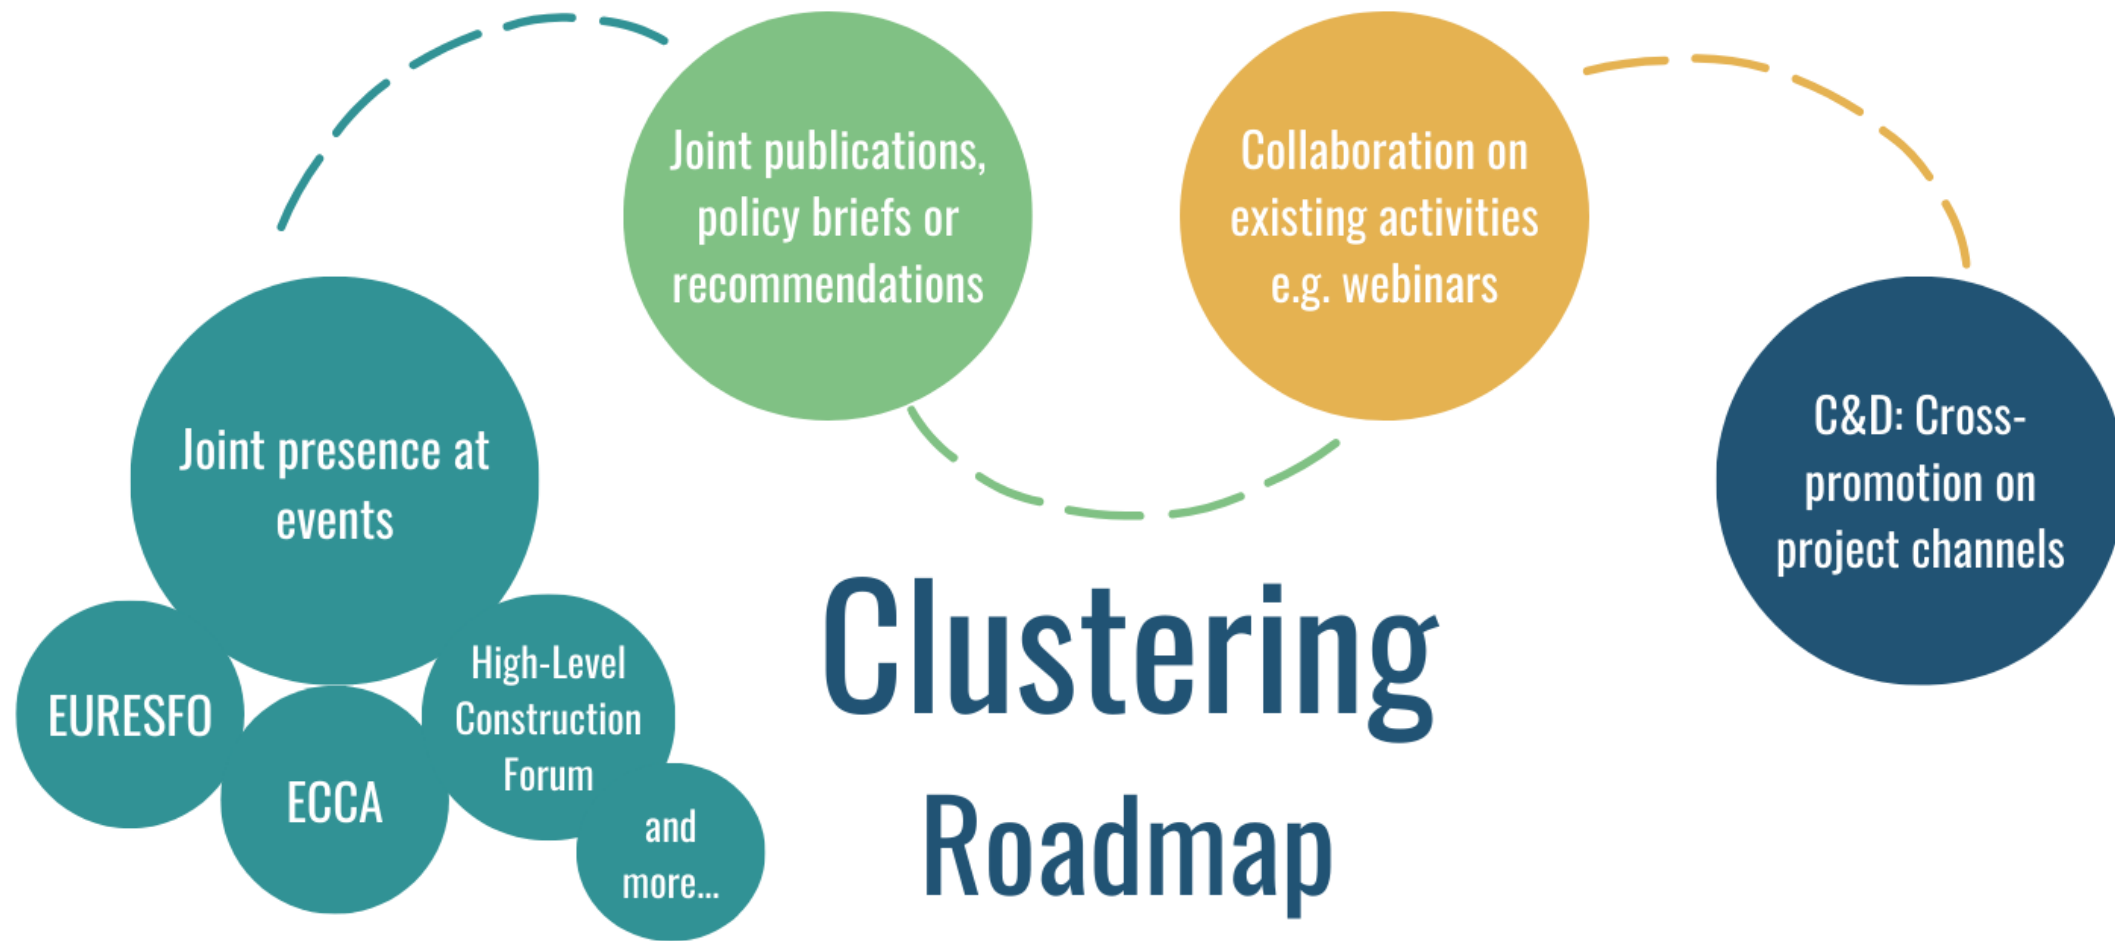 Joint publications,
policy briefs or
recommendations
Collaboration on
existing activities
e.g. webinars
Joint presence at
events
C&D: Cross-
promotion on
project channels
EURESFO
ECCA
High-Level
Construction
Forum
and
more...
Clustering
Roadmap